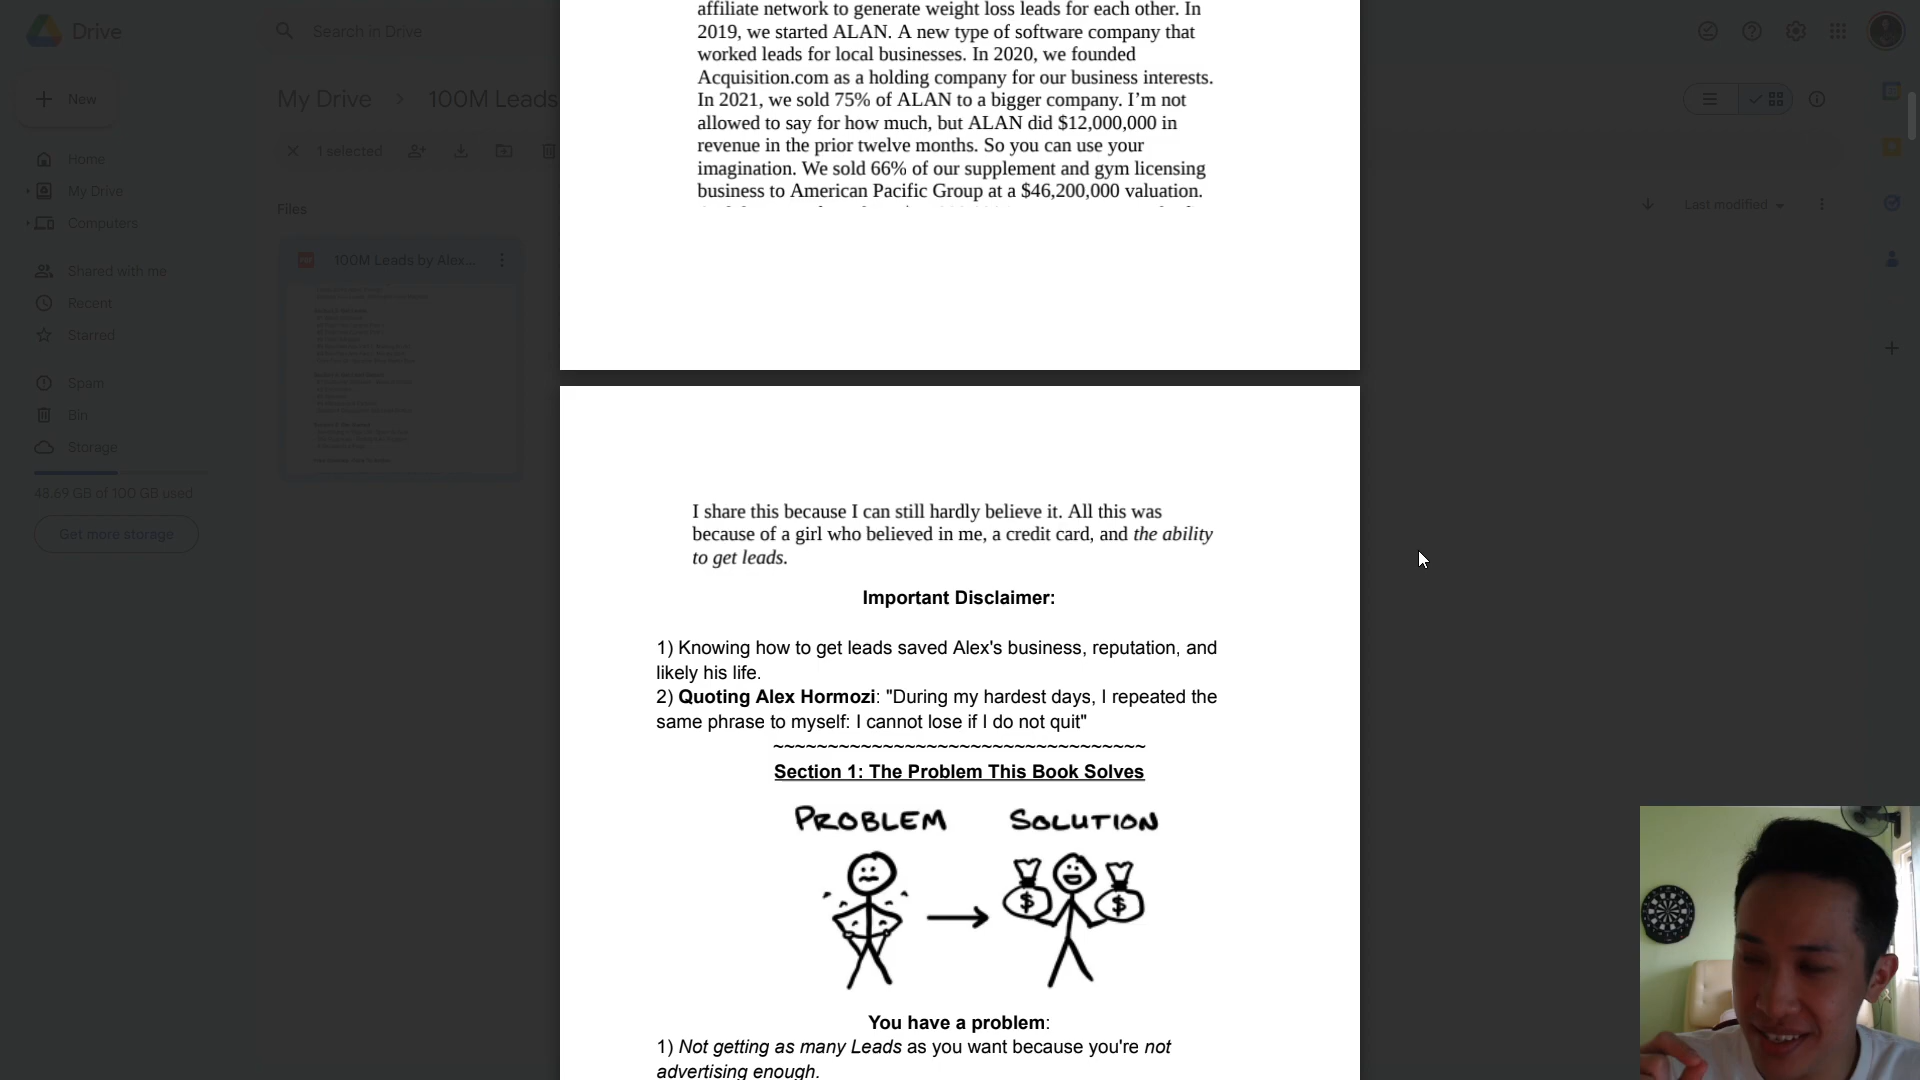 Drive
Search in Drive
New
My Drive > 100M Leads
1 selected
Home
My Drive
Computers
Shared with me
Recent
Starred
Spam
Bin
Storage
48.69 GB of 100 GB used
Get more storage
Files
100M Leads by Alex...
Last modified
affiliate network to generate weight loss leads for each other. In
2019, we started ALAN. A new type of software company that
worked leads for local businesses. In 2020, we founded
Acquisition.com as a holding company for our business interests.
In 2021, we sold 75% of ALAN to a bigger company. I’m not
allowed to say for how much, but ALAN did $12,000,000 in
revenue in the prior twelve months. So you can use your
imagination. We sold 66% of our supplement and gym licensing
business to American Pacific Group at a $46,200,000 valuation.
I share this because I can still hardly believe it. All this was
because of a girl who believed in me, a credit card, and the ability
to get leads.
Important Disclaimer:
1) Knowing how to get leads saved Alex's business, reputation, and
likely his life.
2) Quoting Alex Hormozi: "During my hardest days, I repeated the
same phrase to myself: I cannot lose if I do not quit"
~~~~~~~~~~~~~~~~~~~~~~~~~~~~~~~~~~
Section 1: The Problem This Book Solves
PROBLEM SOLUTION
$ $
You have a problem:
1) Not getting as many Leads as you want because you're not
advertising enough.